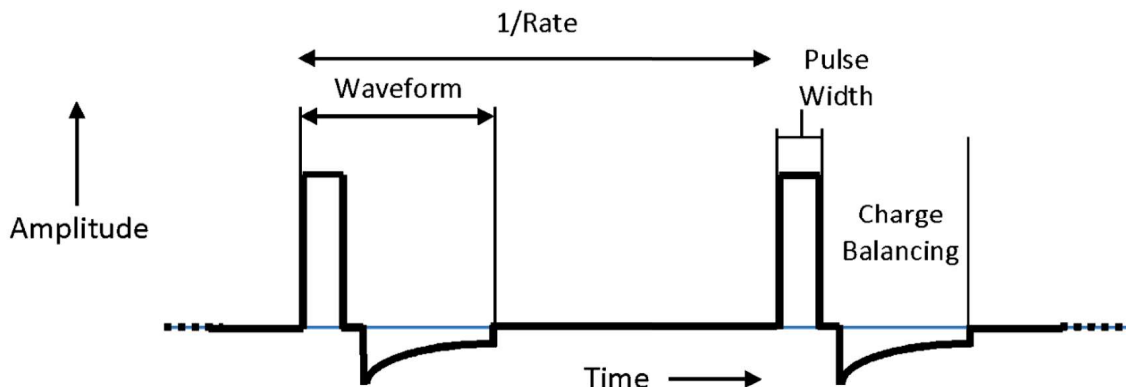 1/Rate
Waveform
Pulse
Width
Amplitude
Charge
Balancing
Time